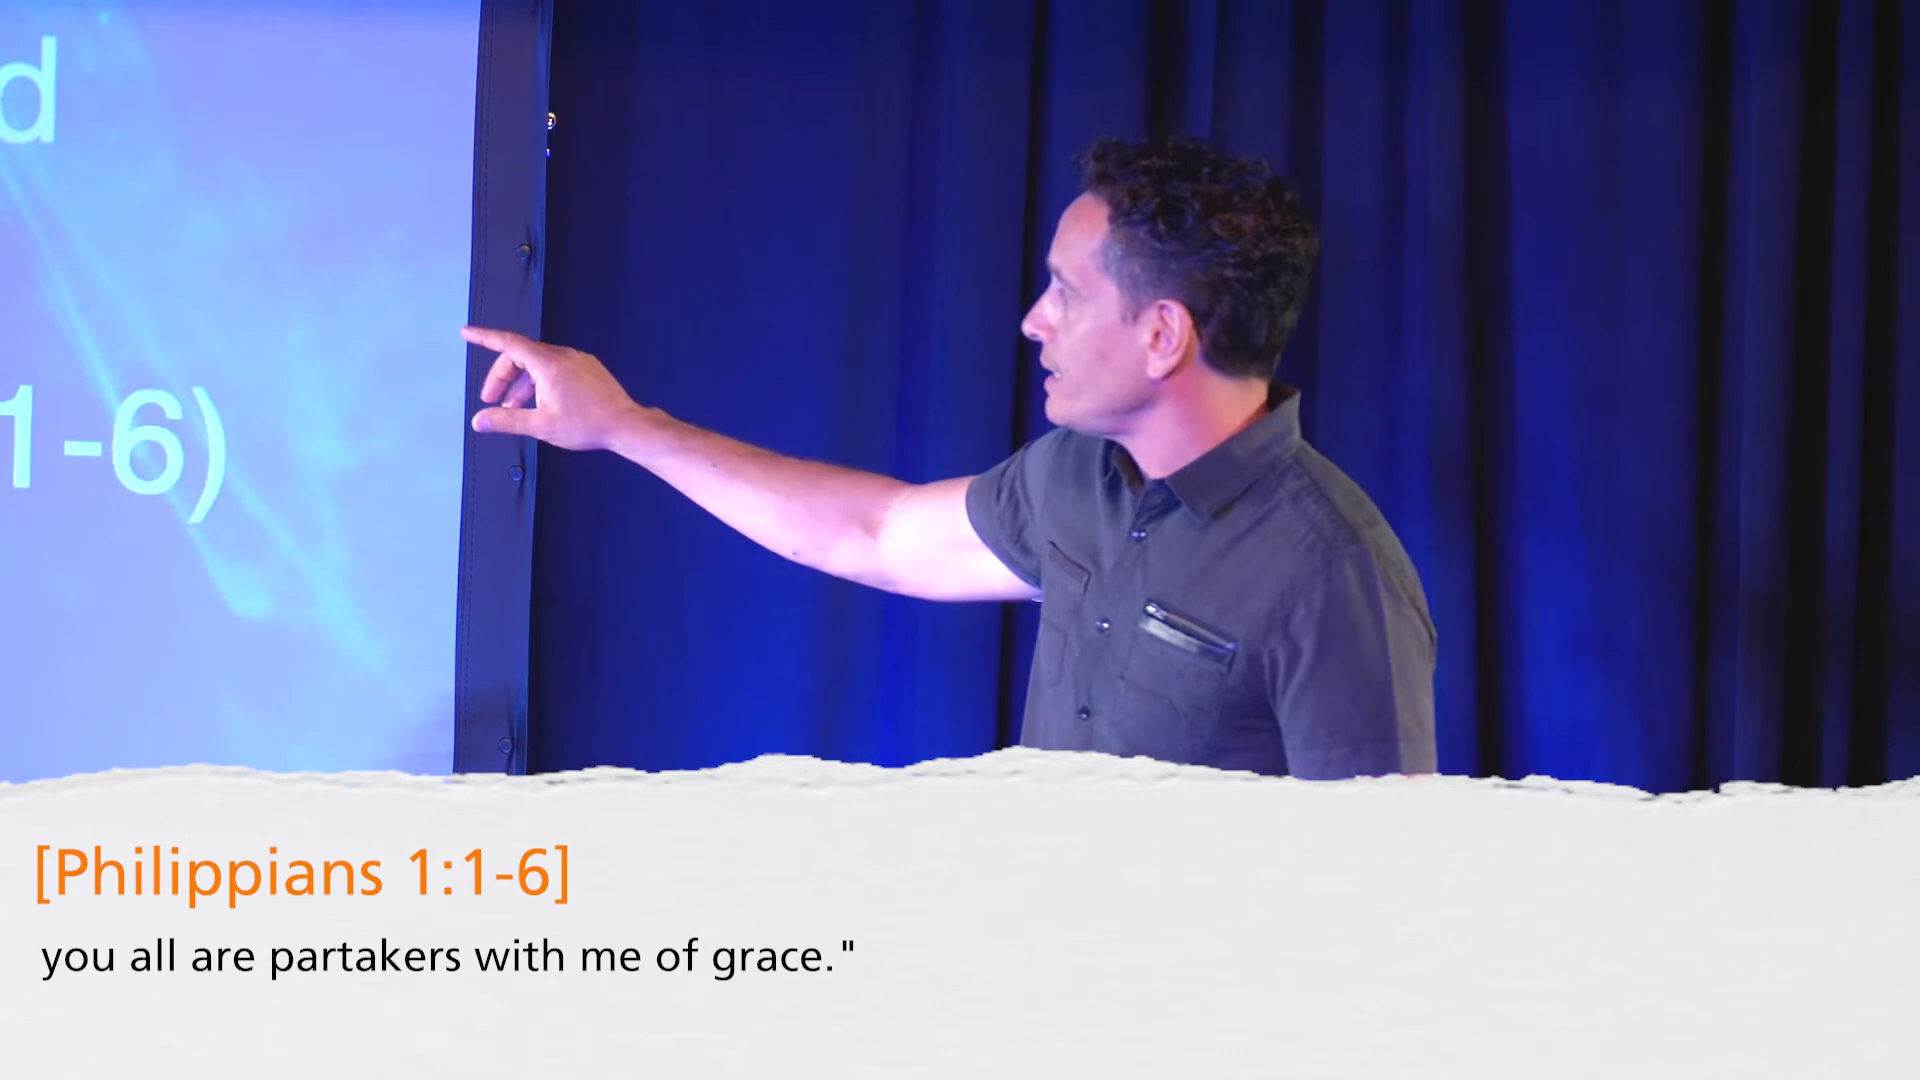 d
1-6)
[Philippians 1:1-6]
you all are partakers with me of grace."